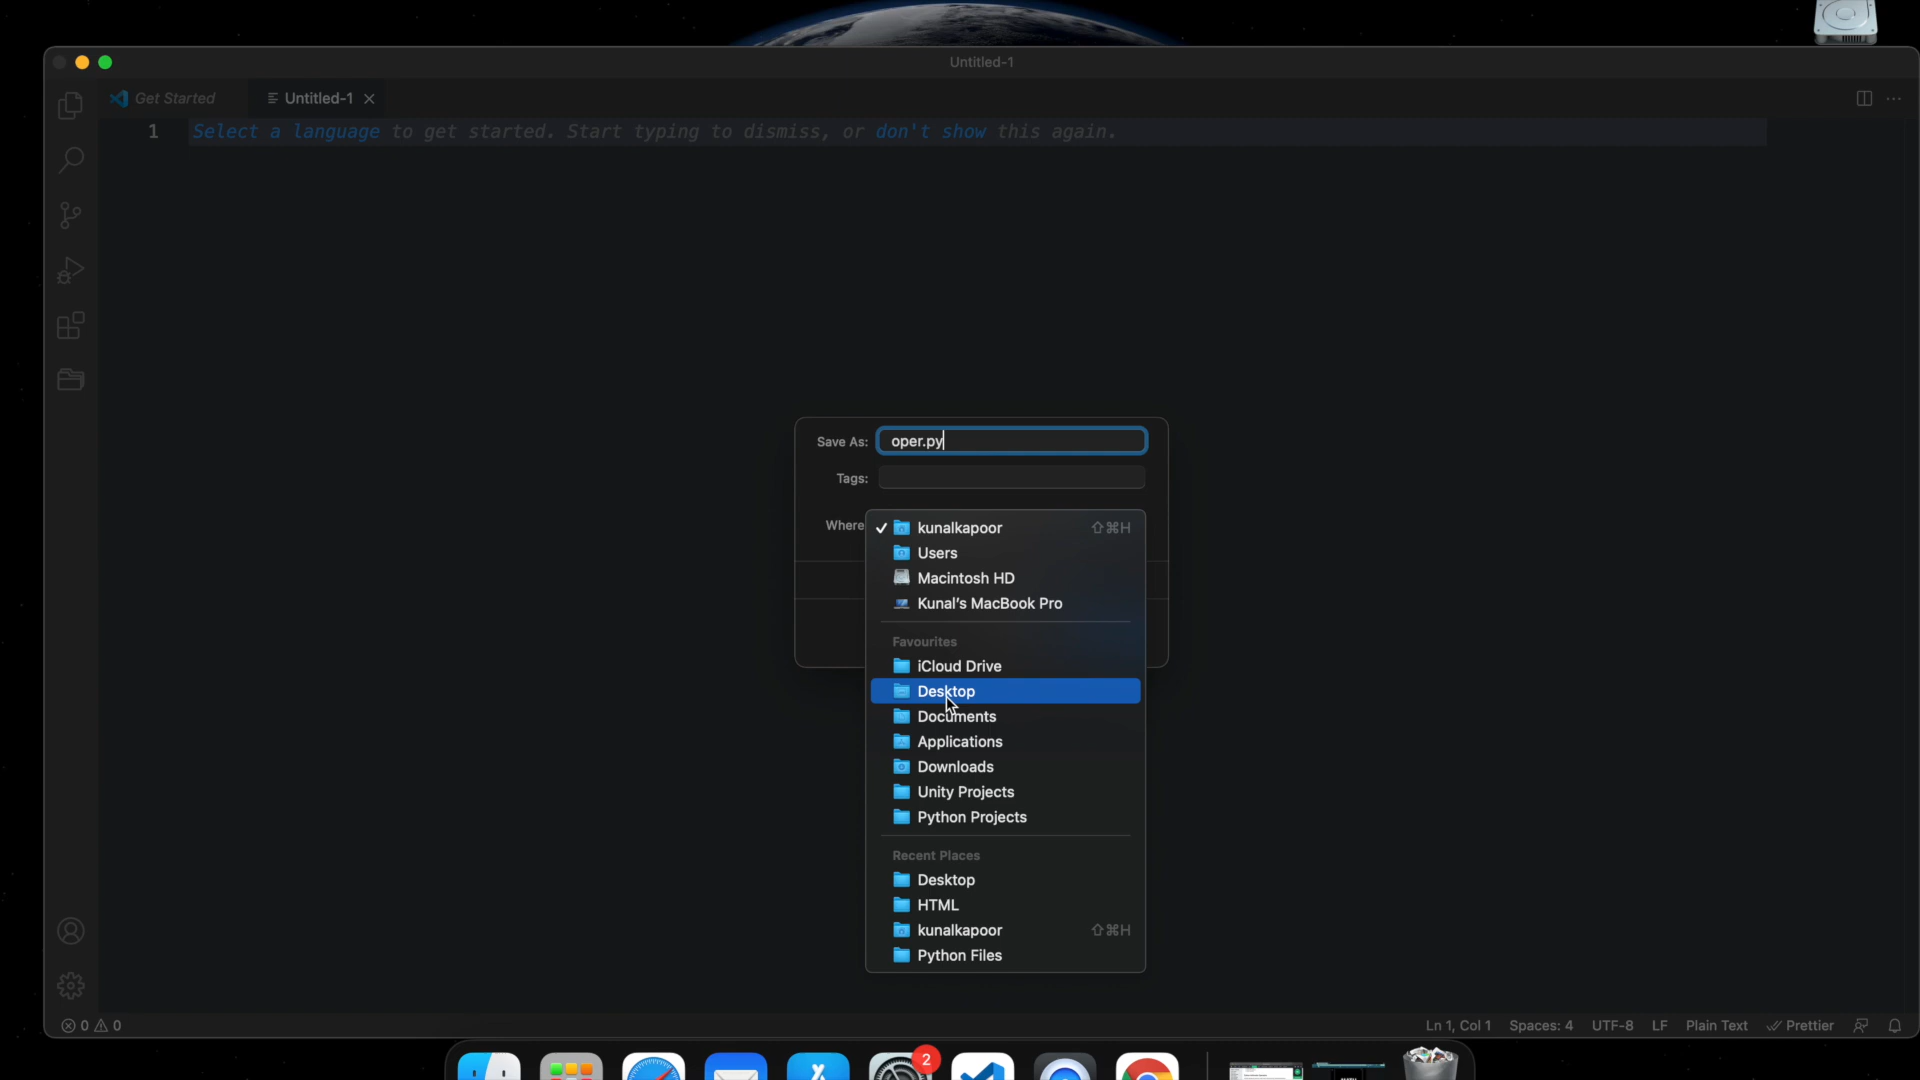 Untitled-1
Get Started
Untitled-1
1 Select a language to get started. Start typing to dismiss, or don't show this again.
Save As: oper.py
Tags:
Where
kunalkapoor ⇧⌘H
Users
Macintosh HD
Kunal's MacBook Pro
Favourites
iCloud Drive
Desktop
Documents
Applications
Downloads
Unity Projects
Python Projects
Recent Places
Desktop
HTML
kunalkapoor ⇧⌘H
Python Files
0 0
Ln 1, Col 1 Spaces: 4 UTF-8 LF Plain Text Prettier
2